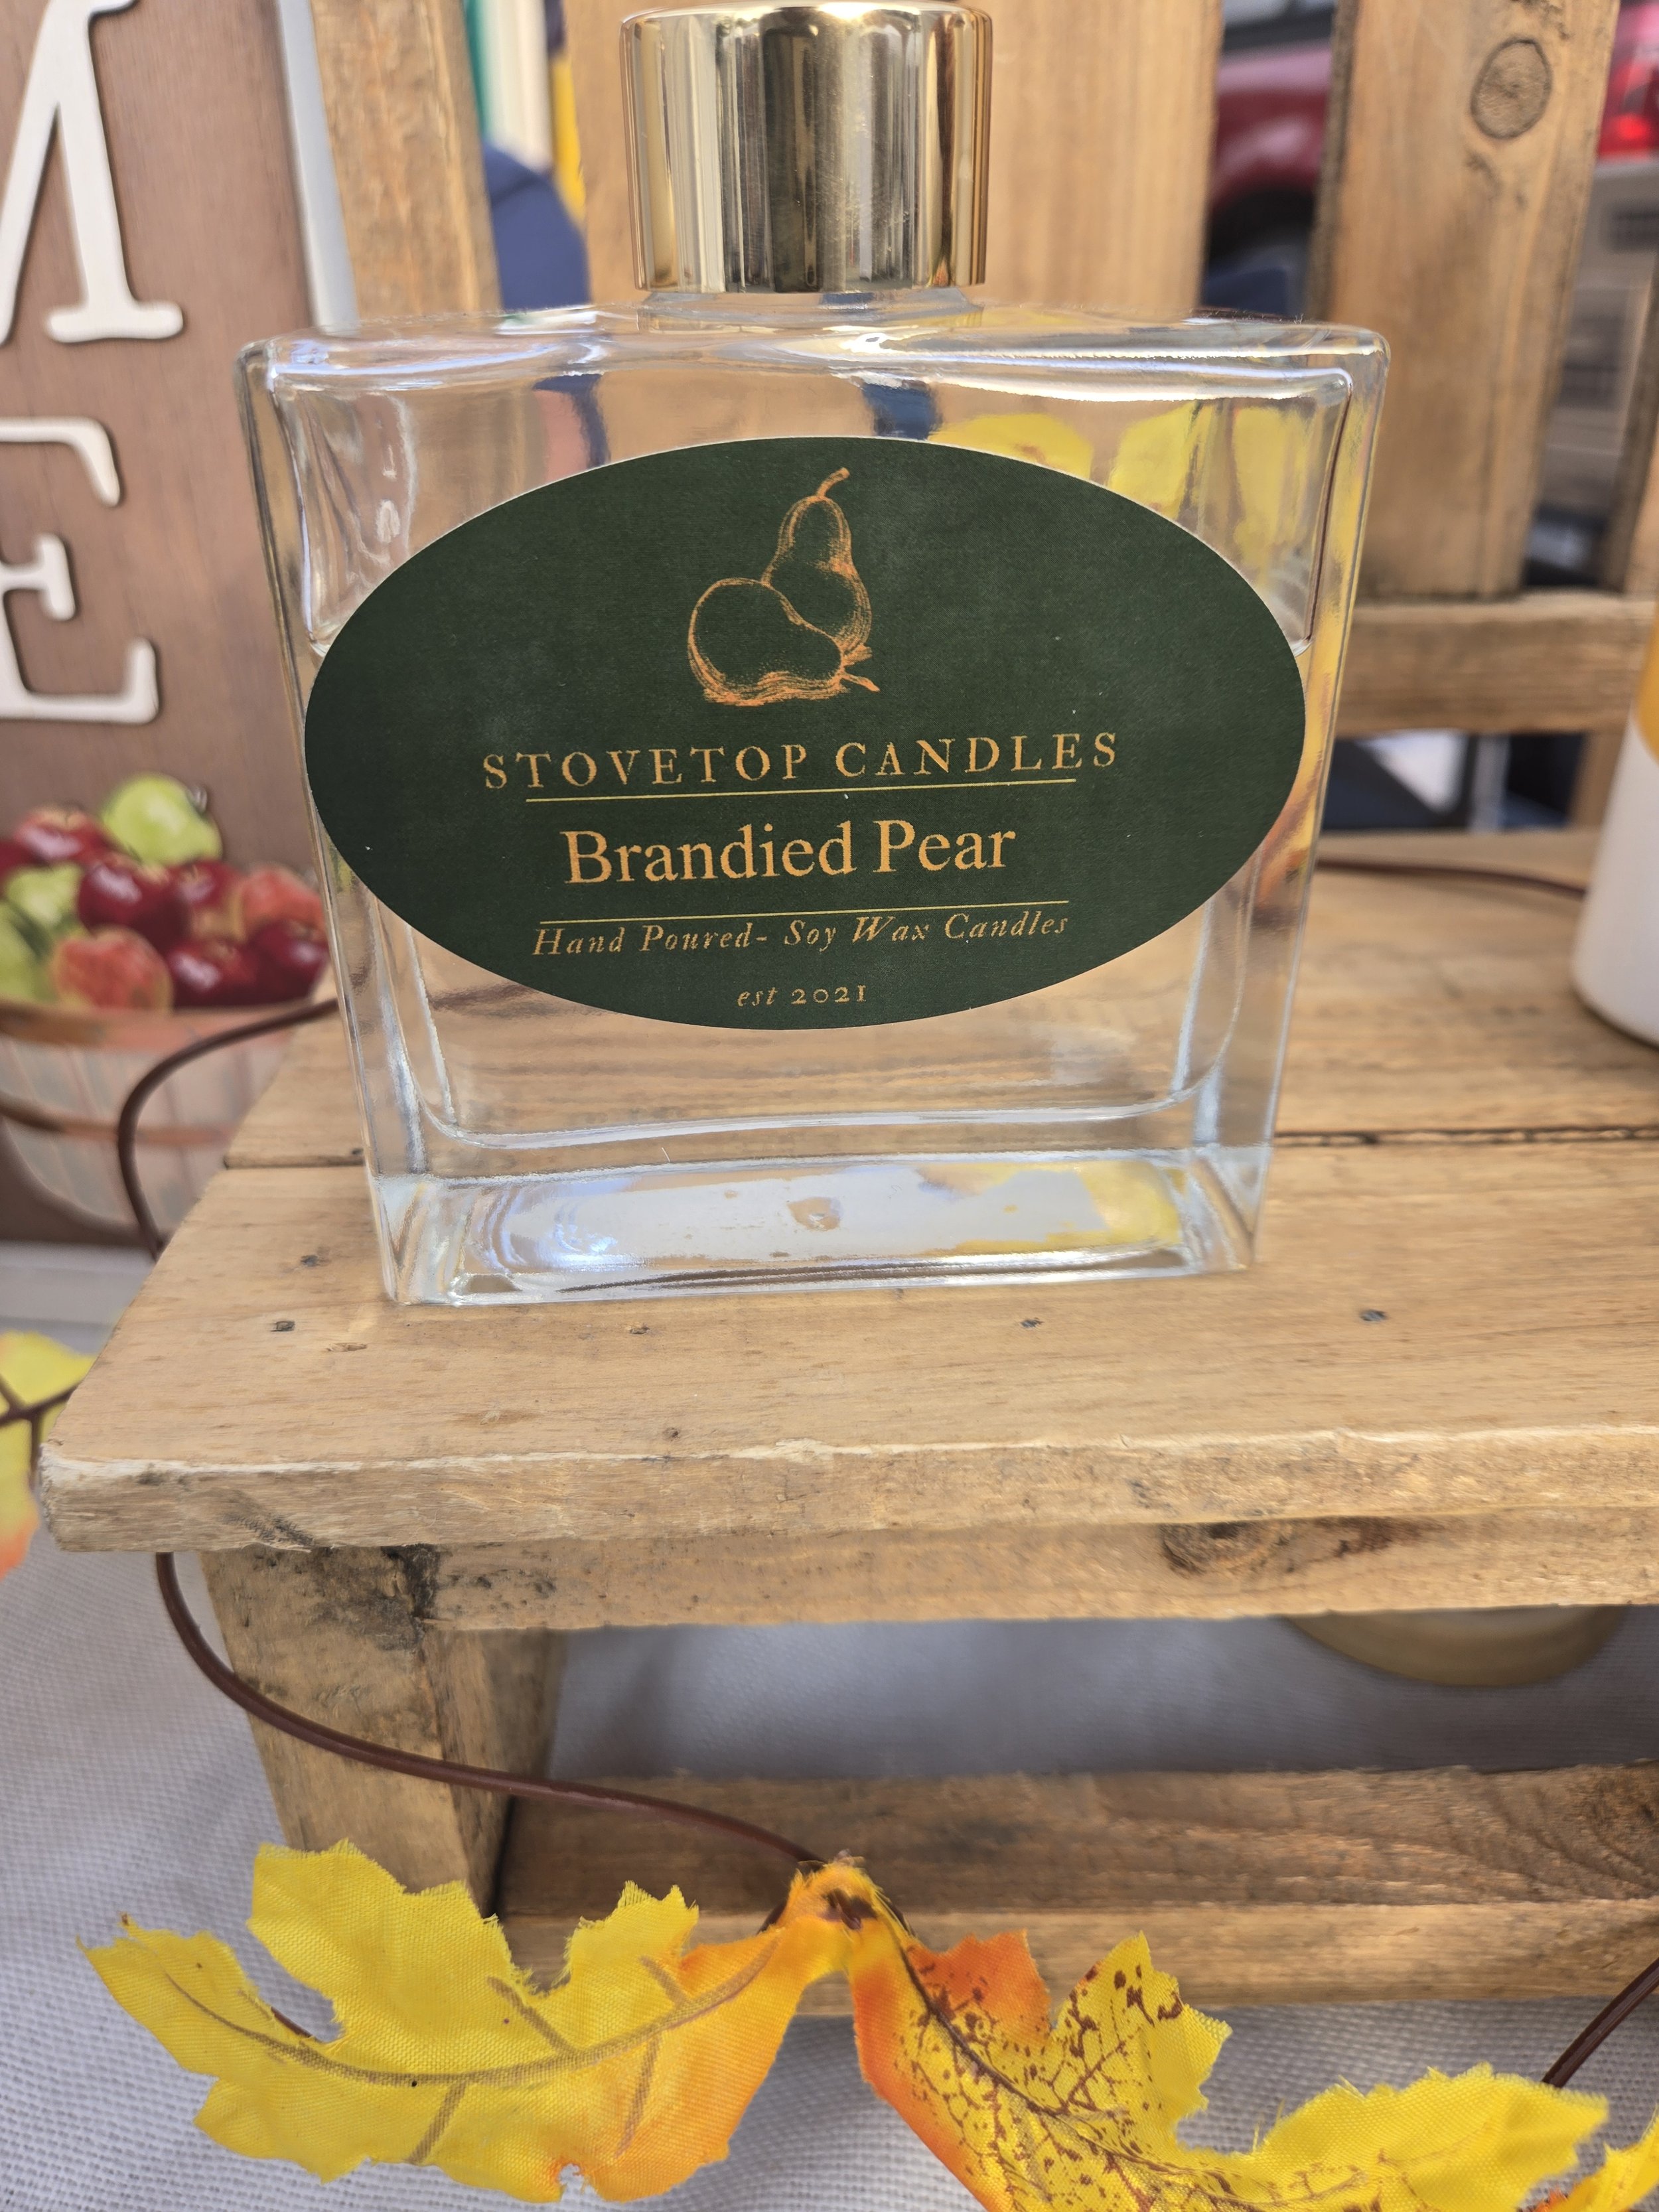 M
E
STOVETOP CANDLES
Brandied Pear
Hand Poured- Soy Wax Candles
est 2021